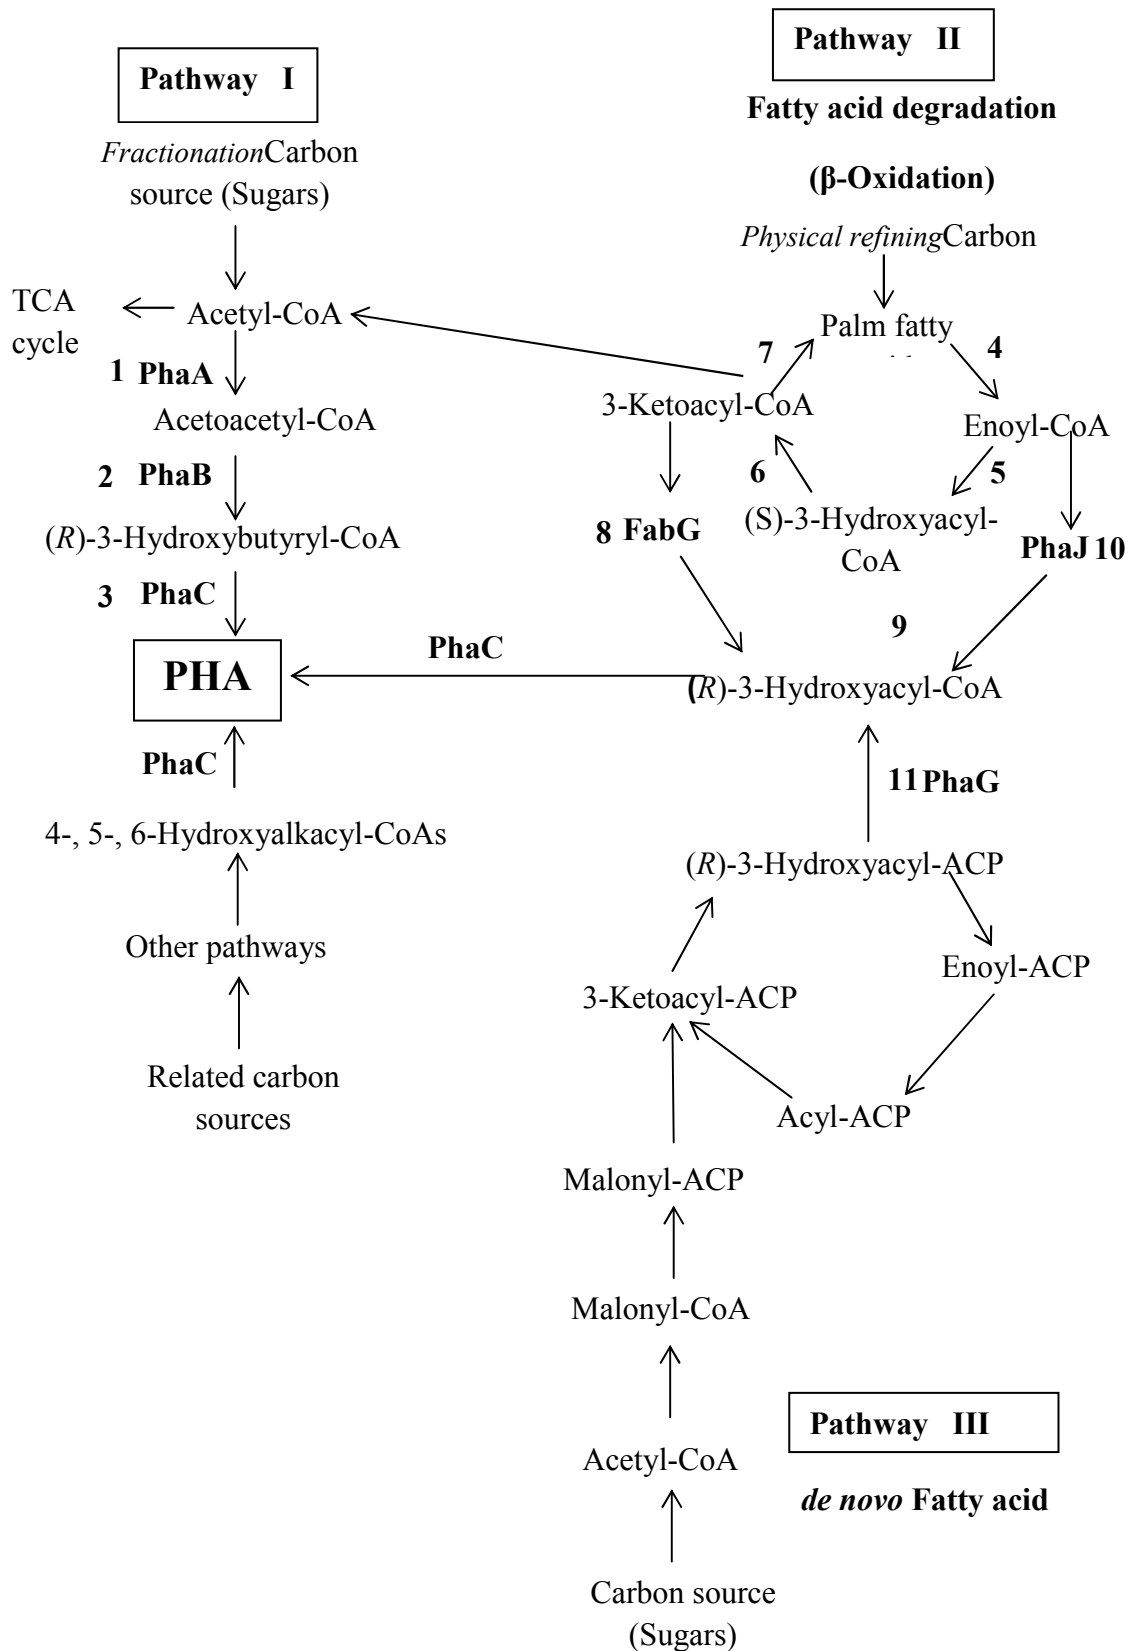 Pathway I
FractionationCarbon
source (Sugars)
TCA
cycle
Acetyl-CoA
1 PhaA
Acetoacetyl-CoA
2 PhaB
(R)-3-Hydroxybutyryl-CoA
3 PhaC
PHA
PhaC
PhaC
4-, 5-, 6-Hydroxyalkacyl-CoAs
Other pathways
Related carbon
sources
Pathway II
Fatty acid degradation
(β-Oxidation)
Physical refiningCarbon
Palm fatty
7
4
3-Ketoacyl-CoA
Enoyl-CoA
6
5
(S)-3-Hydroxyacyl-
CoA
8 FabG
PhaJ 10
9
(R)-3-Hydroxyacyl-CoA
11 PhaG
(R)-3-Hydroxyacyl-ACP
Enoyl-ACP
3-Ketoacyl-ACP
Acyl-ACP
Malonyl-ACP
Malonyl-CoA
Pathway III
de novo Fatty acid
Acetyl-CoA
Carbon source
(Sugars)